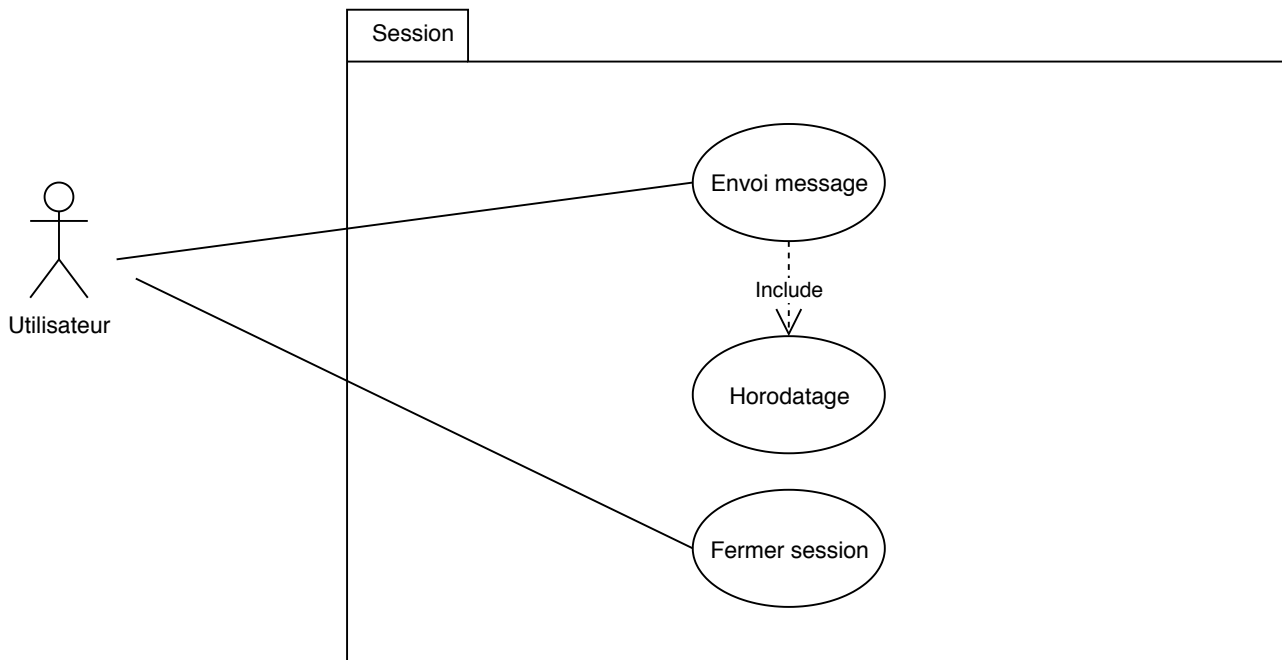 Session
Envoi message
Include
Utilisateur
Horodatage
Fermer session